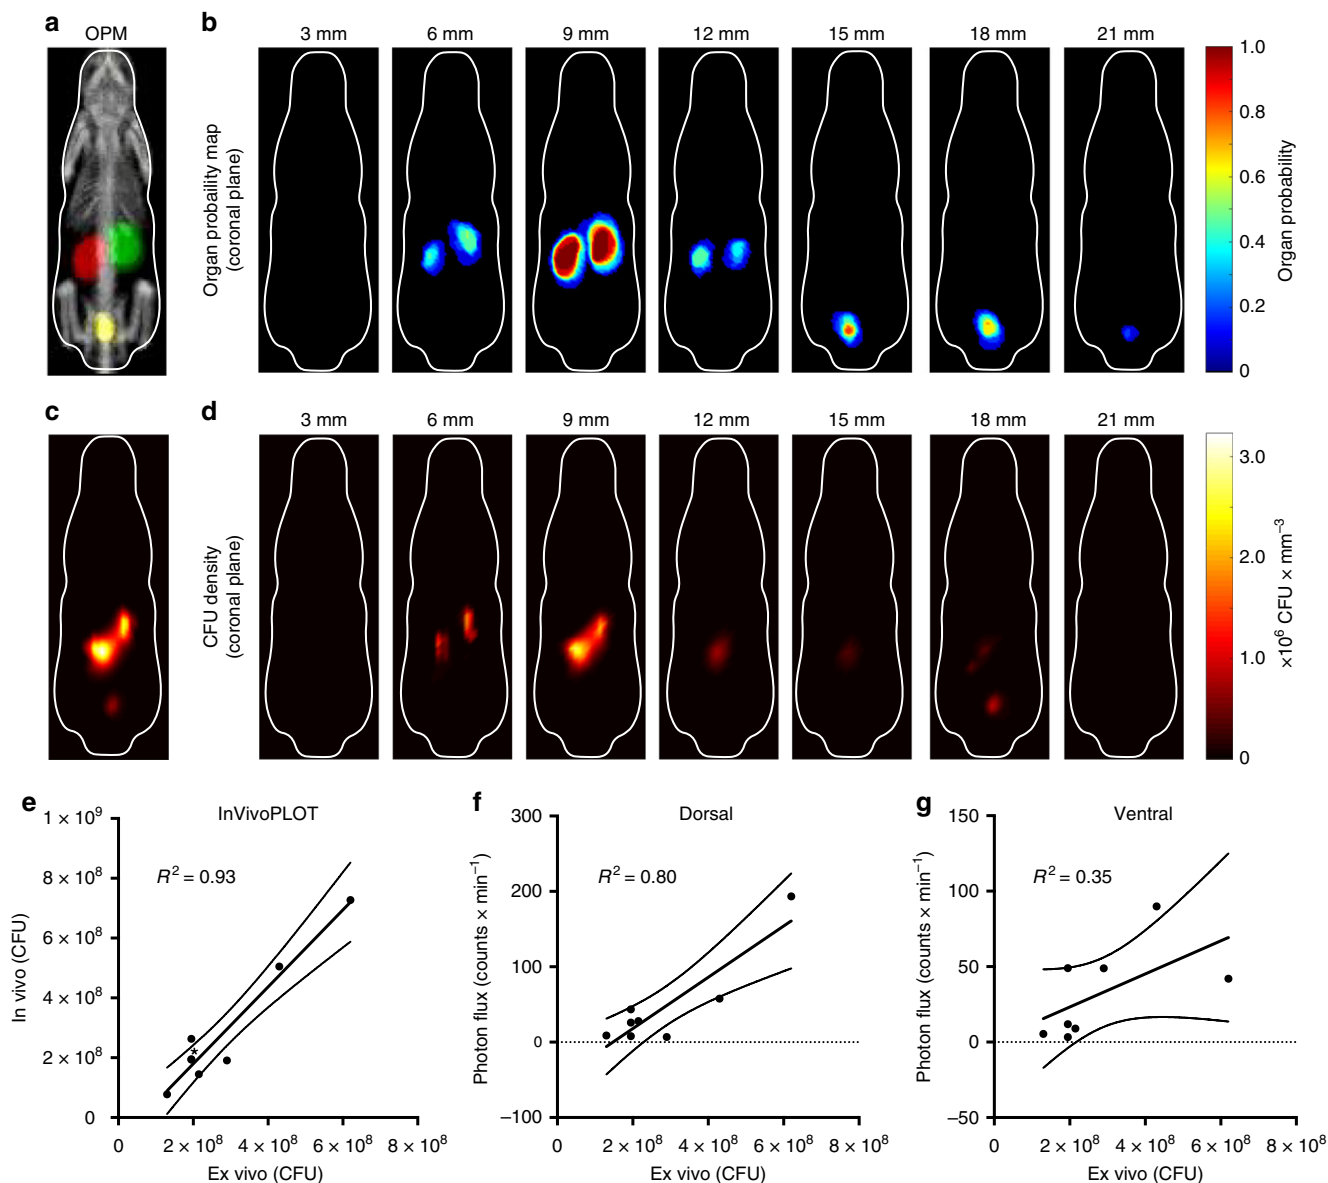 a
OPM
b
3 mm
6 mm
9 mm
12 mm
15 mm
18 mm
21 mm
Organ probaility map
(coronal plane)
1.0
0.8
0.6
0.4
0.2
0
Organ probability
c
d
3 mm
6 mm
9 mm
12 mm
15 mm
18 mm
21 mm
CFU density
(coronal plane)
3.0
2.0
1.0
0
×10⁶ CFU × mm⁻³
e
InVivoPLOT
R² = 0.93
In vivo (CFU)
1 × 10⁹
8 × 10⁸
6 × 10⁸
4 × 10⁸
2 × 10⁸
0
*
0
2 × 10⁸
4 × 10⁸
6 × 10⁸
8 × 10⁸
Ex vivo (CFU)
f
Dorsal
R² = 0.80
Photon flux (counts × min⁻¹)
300
200
100
0
−100
0
2 × 10⁸
4 × 10⁸
6 × 10⁸
8 × 10⁸
Ex vivo (CFU)
g
Ventral
R² = 0.35
Photon flux (counts × min⁻¹)
150
100
50
0
−50
0
2 × 10⁸
4 × 10⁸
6 × 10⁸
8 × 10⁸
Ex vivo (CFU)